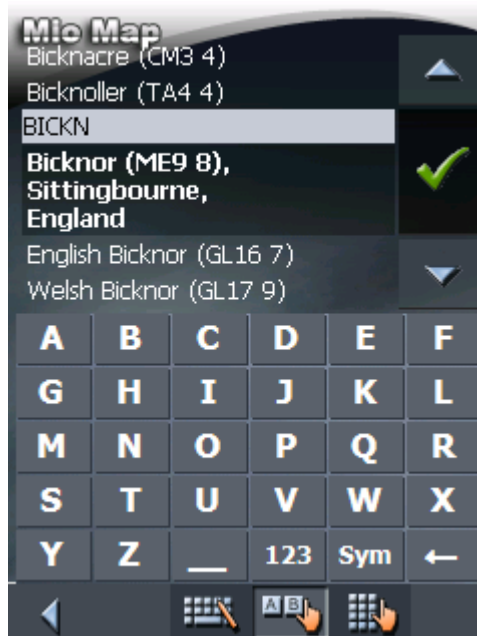 Mio Map
Bicknacre (CM3 4)
Bicknoller (TA4 4)
BICKN
Bicknor (ME9 8),
Sittingbourne,
England
English Bicknor (GL16 7)
Welsh Bicknor (GL17 9)
A B C D E F
G H I J K L
M N O P Q R
S T U V W X
Y Z __ 123 Sym ←
A B